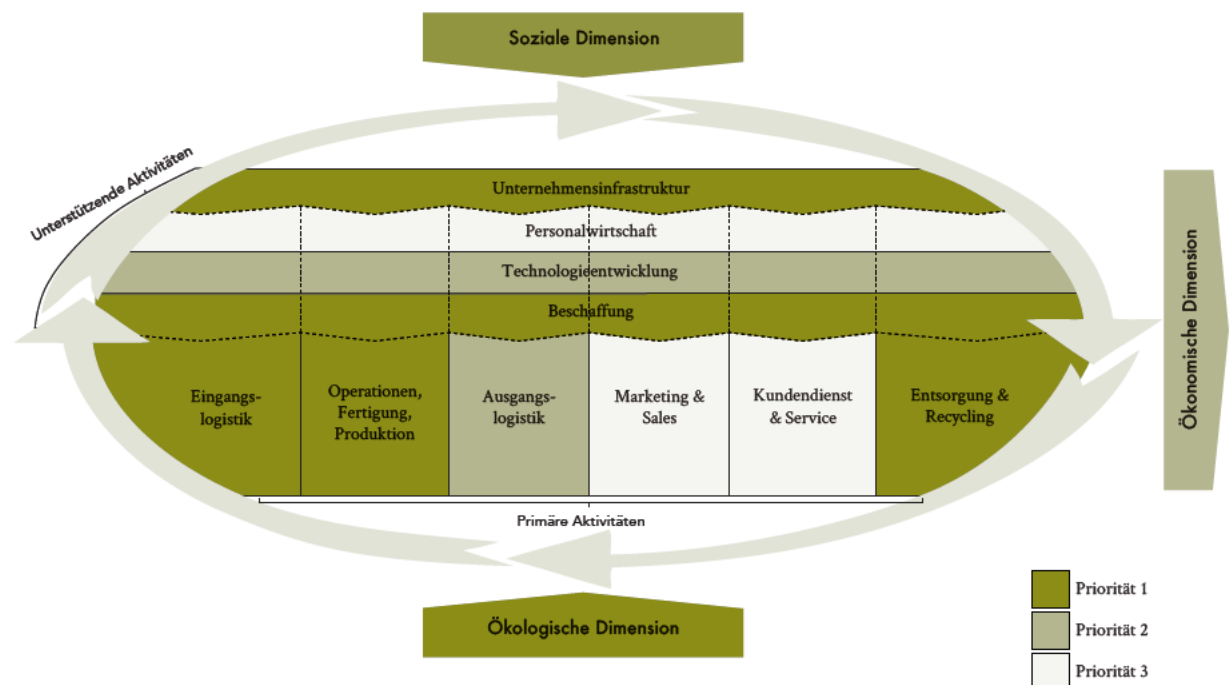 Soziale Dimension
Unterstützende Aktivitäten
Unternehmensinfrastruktur
Personalwirtschaft
Technologieentwicklung
Beschaffung
Eingangs-
logistik
Operationen,
Fertigung,
Produktion
Ausgangs-
logistik
Marketing &
Sales
Kundendienst
& Service
Entsorgung &
Recycling
Primäre Aktivitäten
Ökonomische Dimension
Ökologische Dimension
Priorität 1
Priorität 2
Priorität 3